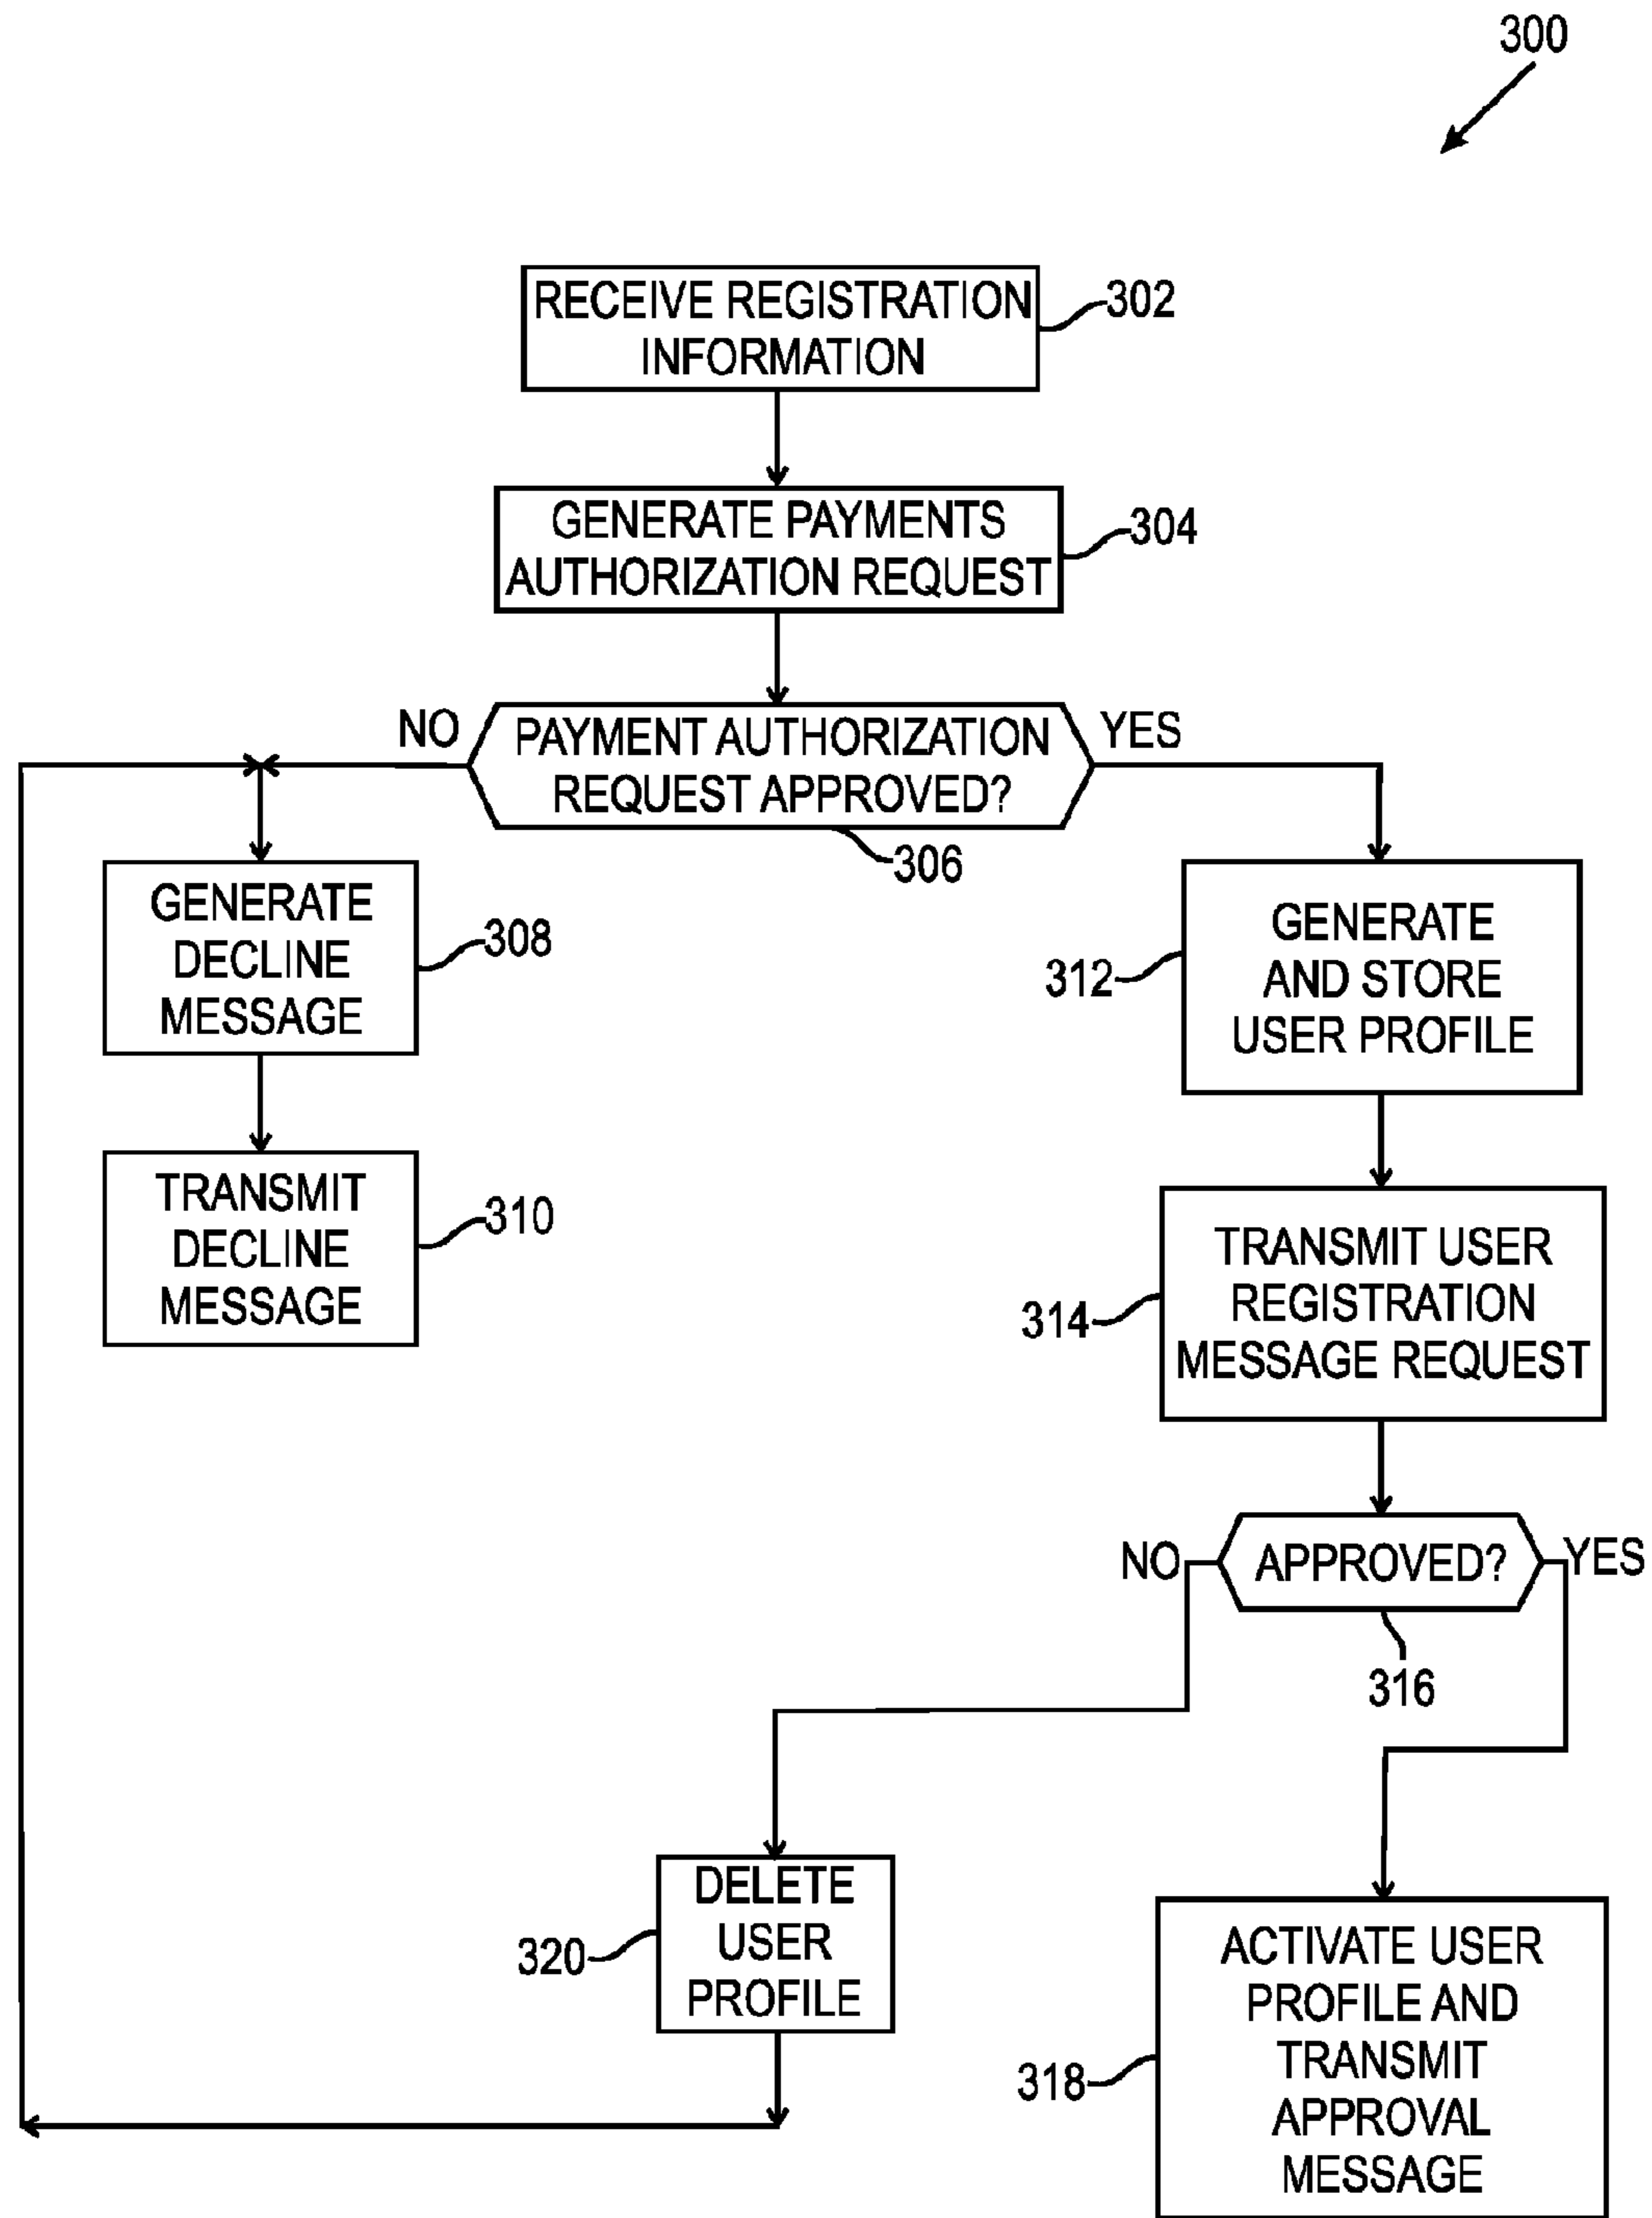 300
RECEIVE REGISTRATION
INFORMATION
302
GENERATE PAYMENTS
AUTHORIZATION REQUEST
304
NO
PAYMENT AUTHORIZATION
REQUEST APPROVED?
YES
306
GENERATE
DECLINE
MESSAGE
308
312
GENERATE
AND STORE
USER PROFILE
TRANSMIT
DECLINE
MESSAGE
310
314
TRANSMIT USER
REGISTRATION
MESSAGE REQUEST
NO
APPROVED?
YES
316
320
DELETE
USER
PROFILE
318
ACTIVATE USER
PROFILE AND
TRANSMIT
APPROVAL
MESSAGE